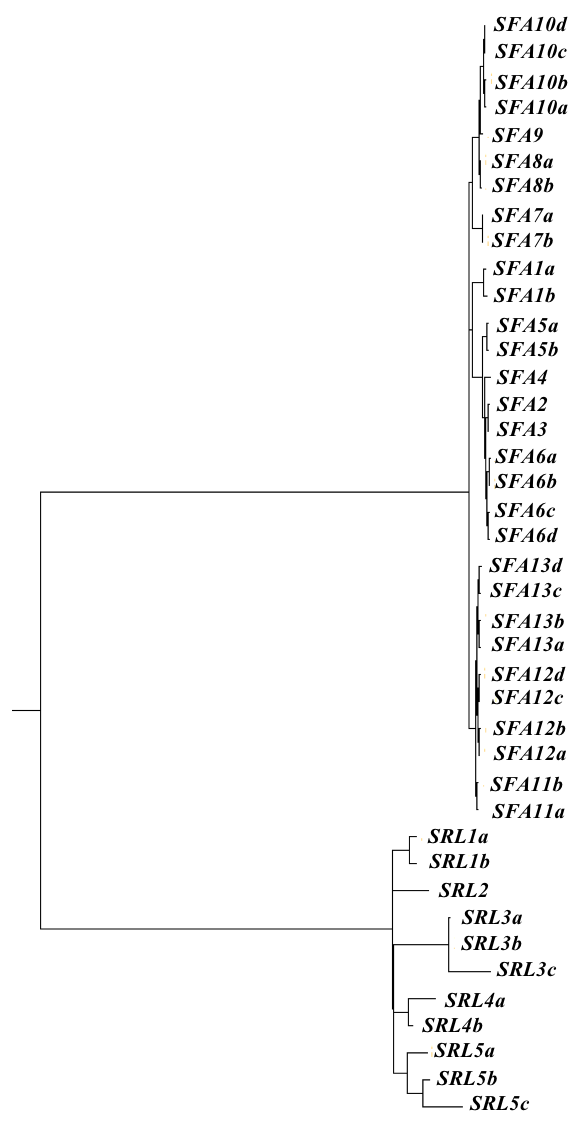 SFA10d
SFA10c
SFA10b
SFA10a
SFA9
SFA8a
SFA8b
SFA7a
SFA7b
SFA1a
SFA1b
SFA5a
SFA5b
SFA4
SFA2
SFA3
SFA6a
SFA6b
SFA6c
SFA6d
SFA13d
SFA13c
SFA13b
SFA13a
SFA12d
SFA12c
SFA12b
SFA12a
SFA11b
SFA11a
SRL1a
SRL1b
SRL2
SRL3a
SRL3b
SRL3c
SRL4a
SRL4b
SRL5a
SRL5b
SRL5c